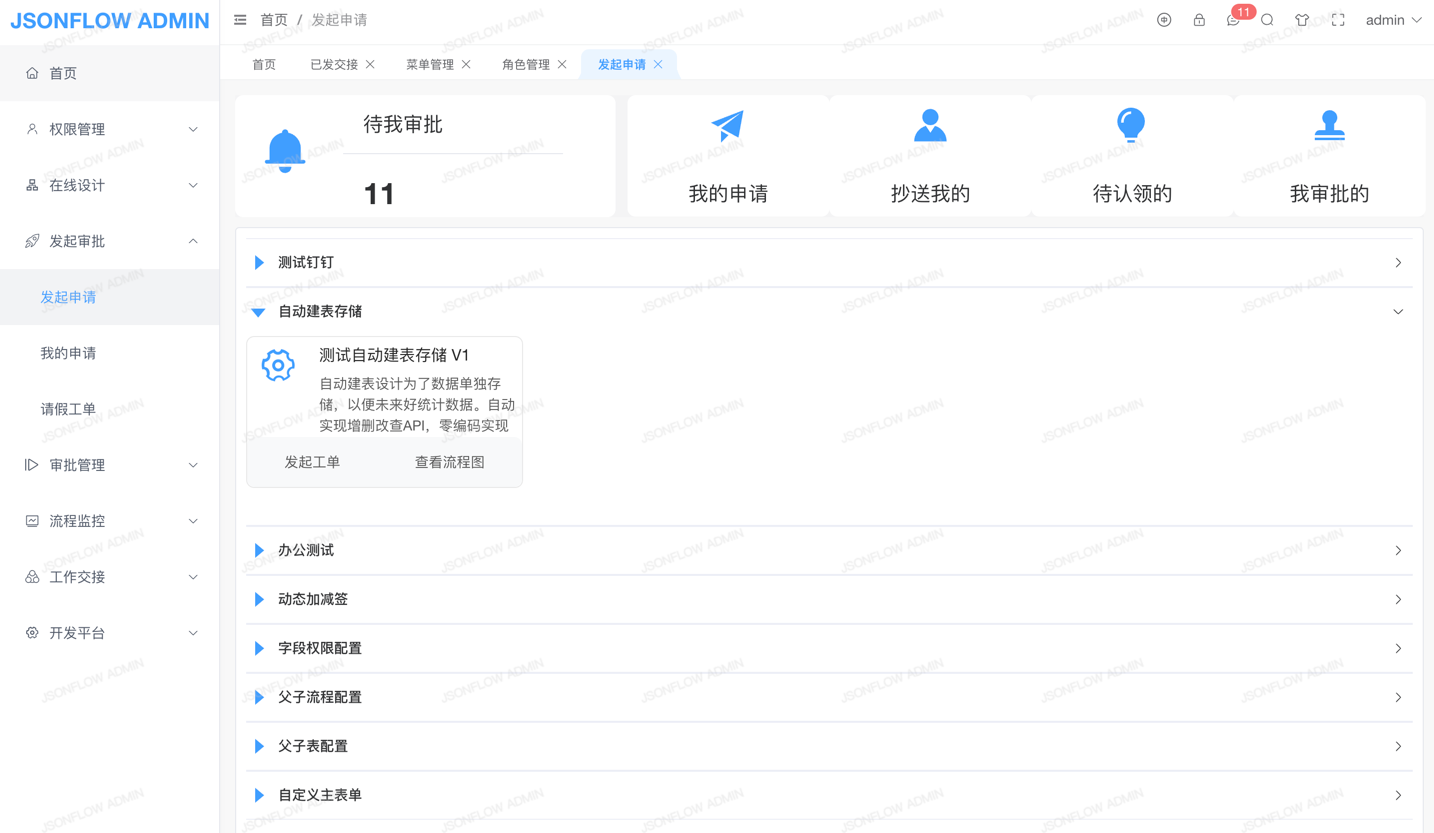 JSONFLOW ADMIN
首页 / 发起申请
11
admin
首页
已发交接
菜单管理
角色管理
发起申请
首页
权限管理
在线设计
发起审批
发起申请
我的申请
请假工单
审批管理
流程监控
工作交接
开发平台
待我审批
11
我的申请
抄送我的
待认领的
我审批的
测试钉钉
自动建表存储
测试自动建表存储 V1
自动建表设计为了数据单独存
储，以便未来好统计数据。自动
实现增删改查API，零编码实现
发起工单
查看流程图
办公测试
动态加减签
字段权限配置
父子流程配置
父子表配置
自定义主表单
JSONFLOW ADMIN